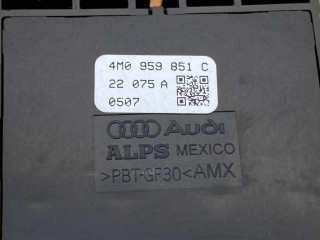 4M0 959 851 C
22 075 A
0507
Audi
ALPS MEXICO
>PBT-GF30<AMX